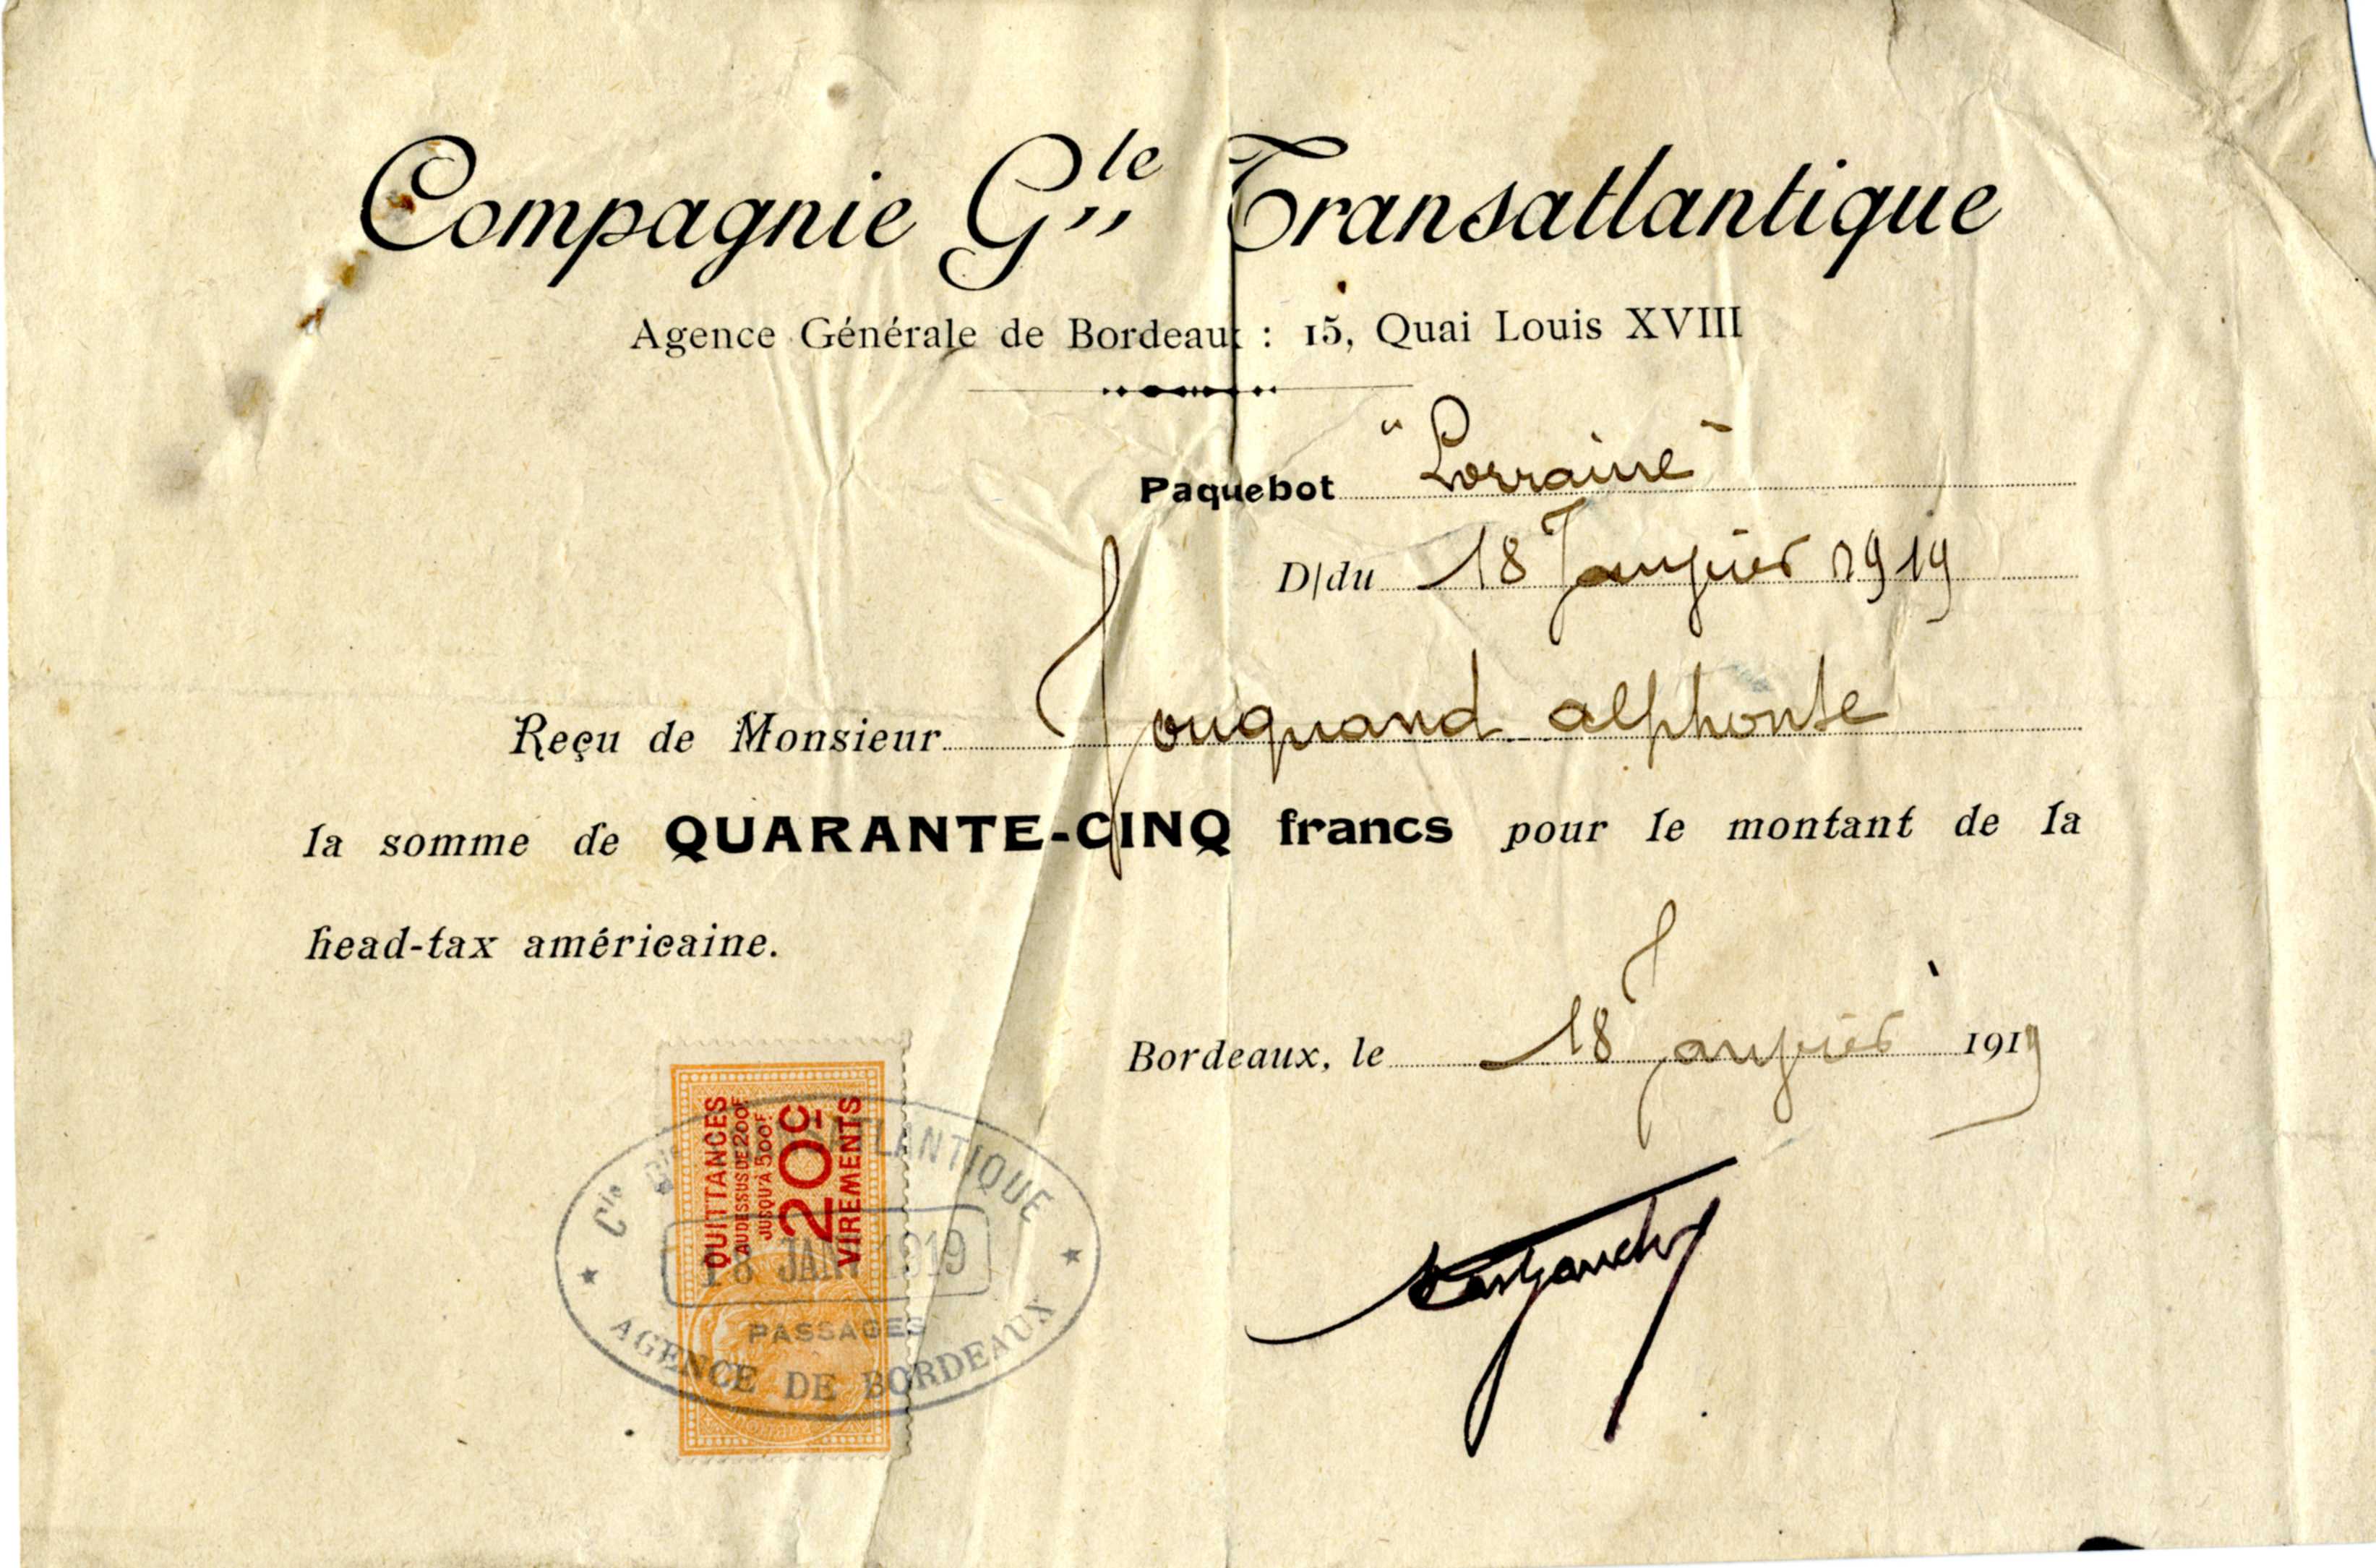 Compagnie Gle Transatlantique
Agence Générale de Bordeaux : 15, Quai Louis XVIII
Paquebot "Lorraine"
D/du 18 Janvier 1919
Reçu de Monsieur Jouquand alphonse
la somme de QUARANTE-CINQ francs pour le montant de la
head-tax américaine.
Bordeaux, le 18 Janvier 1919
QUITTANCES
AU DESSUS DE 200F
JUSQU'À 500F
20c
VIREMENTS
Cie Gle TRANSATLANTIQUE
18 JANV 1919
PASSAGES
AGENCE DE BORDEAUX